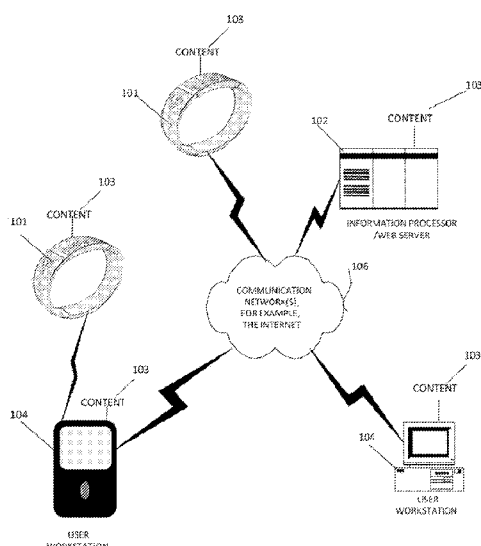 103
CONTENT
101
103
102
CONTENT
INFORMATION PROCESSOR
/WEB SERVER
103
101
CONTENT
106
COMMUNICATION
NETWORK(S),
FOR EXAMPLE,
THE INTERNET
103
CONTENT
104
103
CONTENT
104
USER
WORKSTATION
USER
WORKSTATION